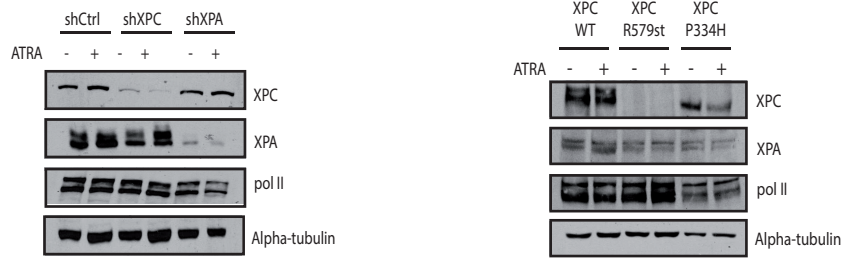 shCtrl shXPC shXPA
ATRA - + - + - +
XPC
XPA
pol II
Alpha-tubulin
XPC XPC XPC
WT R579st P334H
ATRA - + - + - +
XPC
XPA
pol II
Alpha-tubulin